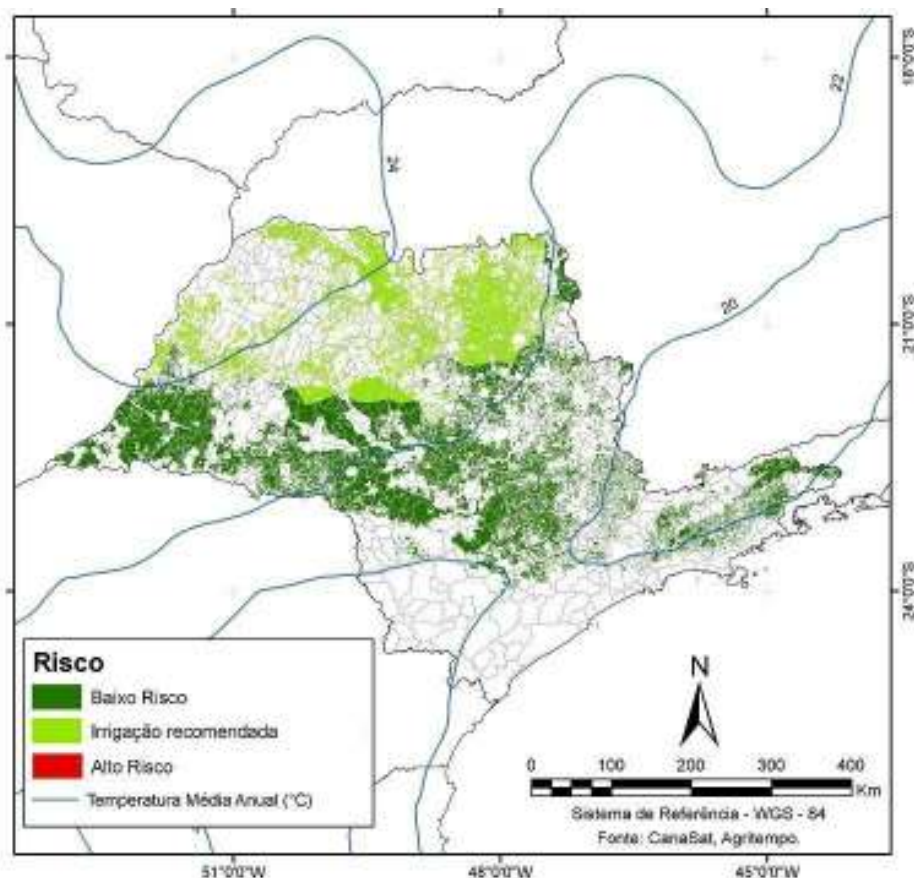 18°0'0"S
22
24
20
21°0'0"S
24°0'0"S
Risco
Baixo Risco
Irrigação recomendada
Alto Risco
Temperatura Média Anual (°C)
N
0 100 200 300 400
Km
Sistema de Referência - WGS - 84
Fonte: CanaSat, Agritempo.
51°0'0"W 48°0'0"W 45°0'0"W